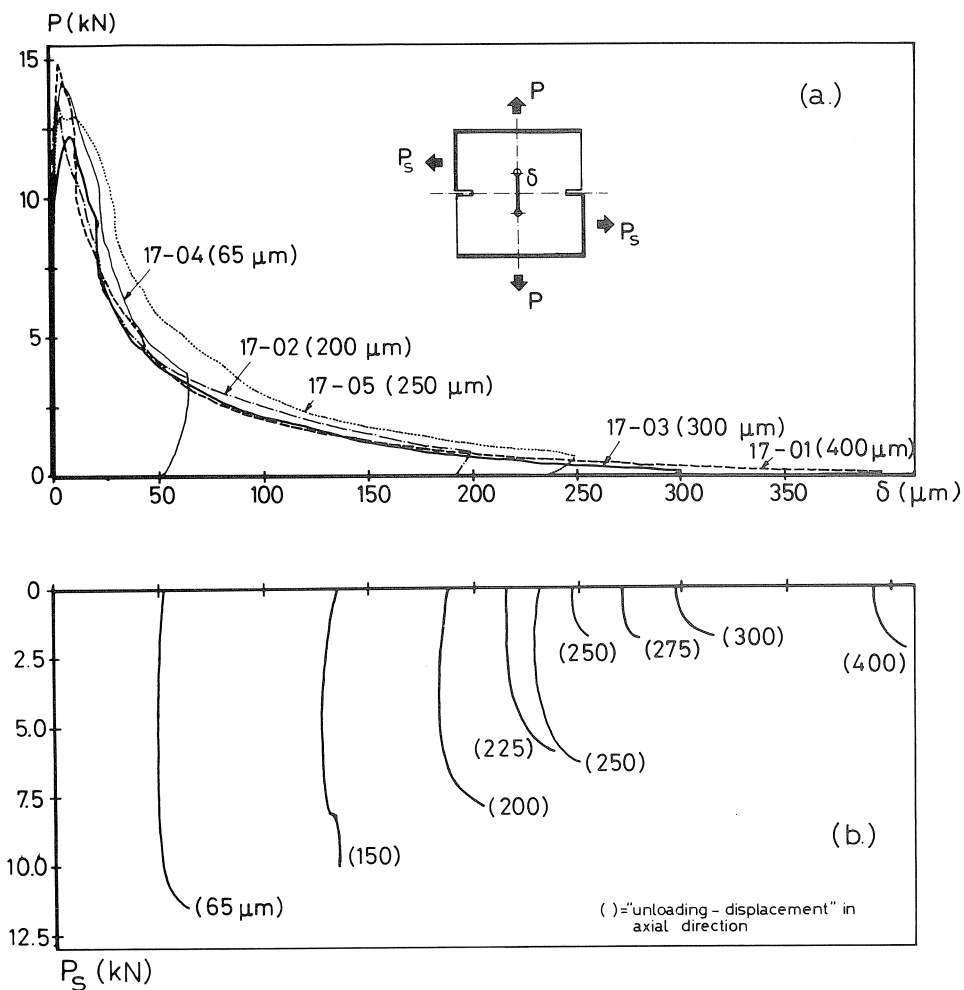 P (kN)
15
10
5
0
(a.)
P
Ps
δ
Ps
P
17-04 (65 μm)
17-02 (200 μm)
17-05 (250 μm)
17-03 (300 μm)
17-01 (400 μm)
0 50 100 150 200 250 300 350 δ (μm)
0
2.5
5.0
7.5
10.0
12.5
(250)
(275)
(300)
(400)
(225)
(250)
(200)
(150)
(65 μm)
(b.)
( )="unloading - displacement" in
axial direction
Ps (kN)